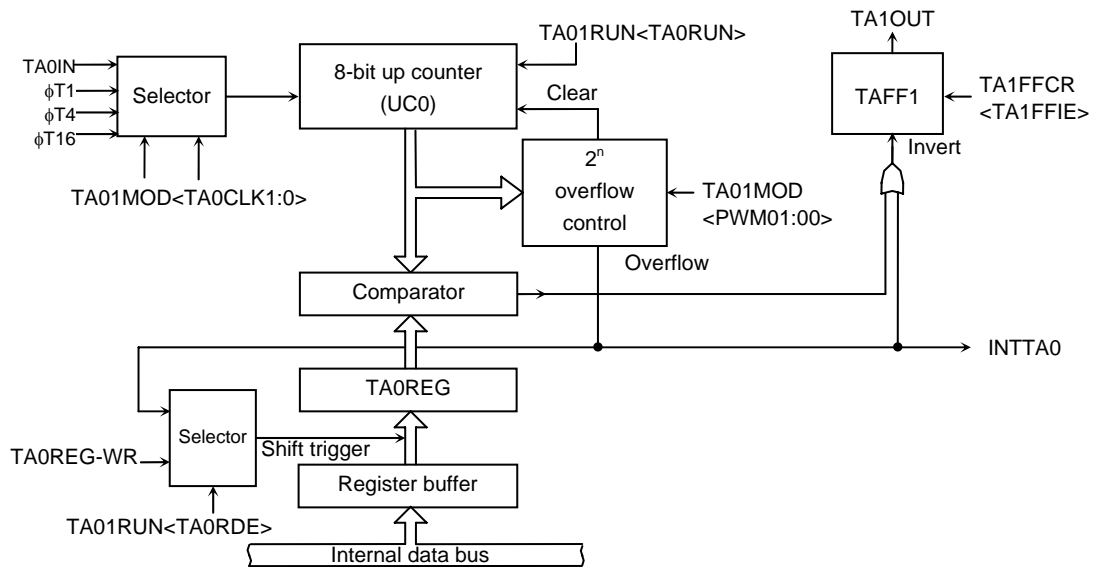 TA1OUT
TA01RUN<TA0RUN>
TA0IN
ϕT1
ϕT4
ϕT16
Selector
8-bit up counter
(UC0)
Clear
TAFF1
TA1FFCR
<TA1FFIE>
Invert
TA01MOD<TA0CLK1:0>
2ⁿ
overflow
control
TA01MOD
<PWM01:00>
Overflow
Comparator
INTTA0
TA0REG
Selector
Shift trigger
TA0REG-WR
Register buffer
TA01RUN<TA0RDE>
Internal data bus